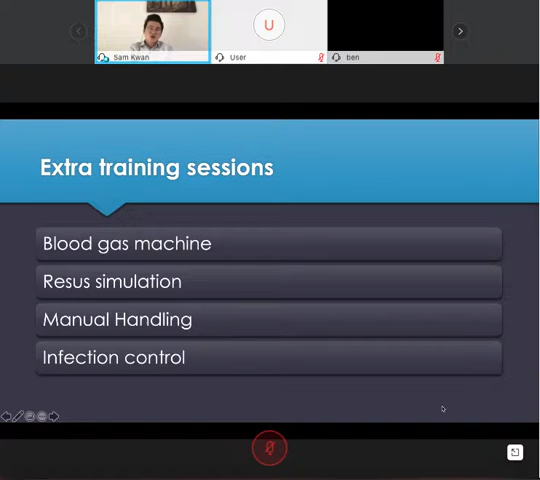 U
Sam Kwan
User
ben
Extra training sessions
Blood gas machine
Resus simulation
Manual Handling
Infection control